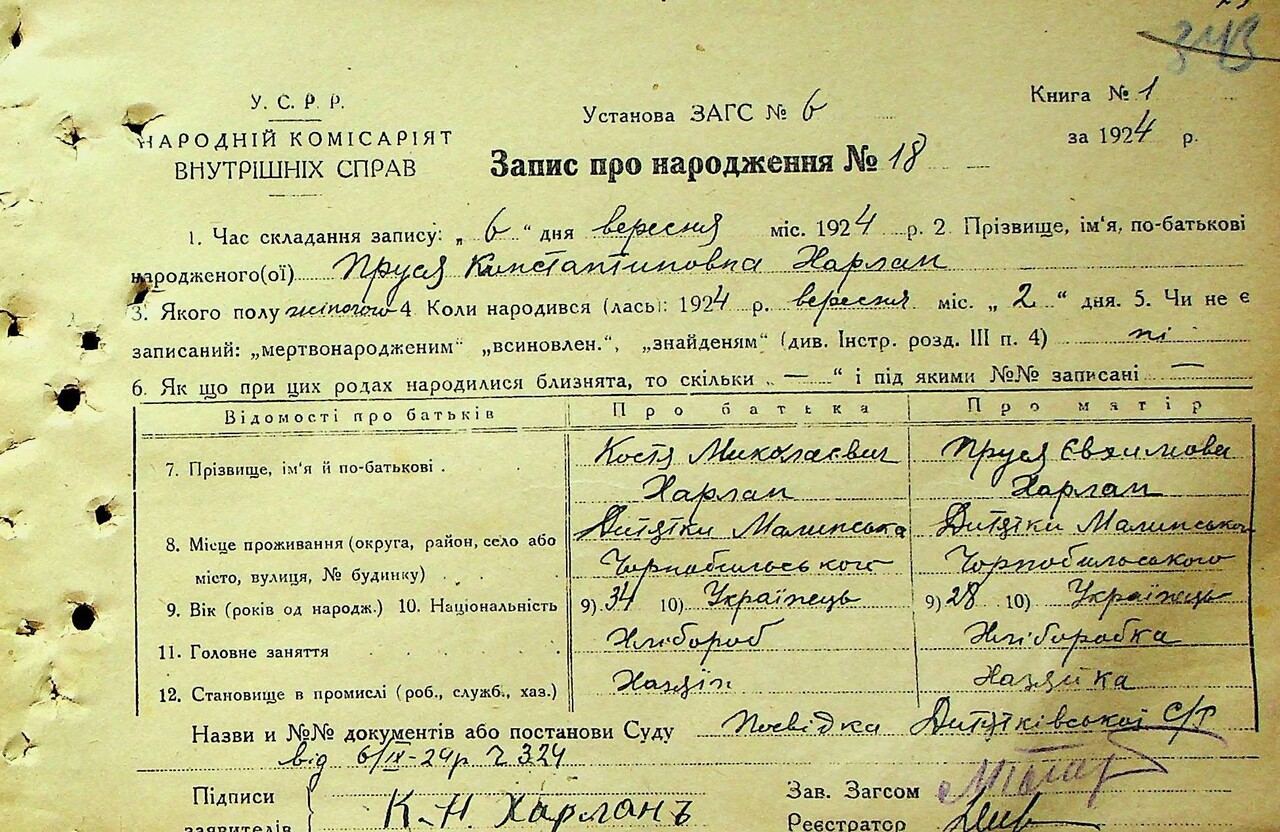 343
У. С. Р. Р.
НАРОДНІЙ КОМІСАРІЯТ
ВНУТРІШНІХ СПРАВ
Установа ЗАГС № 6
Книга № 1
за 1924 р.
Запис про народження № 18
1. Час складання запису: „ 6 “ дня вересня міс. 1924 р. 2. Прізвище, ім'я, по-батькові
народженого(ої) Пруся Константиновна Харлан
3. Якого полу жіночого 4 Коли народився (лась): 1924 р. вересня міс. „ 2 “ дня. 5. Чи не є
записаний: „мертвонародженим“ „всиновлен.“, „знайденям“ (див. Інстр. розд. III п. 4) ні
6. Як що при цих родах народилися близнята, то скільки „ — “ і під якими №№ записані —
Відомості про батьків Про батька Про матір
7. Прізвище, ім'я й по-батькові . Костя Миколаєвич Пруся Євхимова
Харлан Харлан
8. Місце проживання (округа, район, село або Дитятки Малинська Дитятки Малинсько
місто, вулиця, № будинку) Чорнобильського Чорнобильського
9. Вік (років од народж.) 10. Національність 9) 34 10) Українець 9) 28 10) Українець
11. Головне заняття Хлібороб Хліборобка
12. Становище в промислі (роб., служб., хаз.) Хазяїн Хазяйка
Назви и №№ документів або постанови Суду Посвідка Дитятківської С/Р
від 6/IX-24р Ч 324
Підписи
заявителів К. Н. Харланъ
Зав. Загсом
Реєстратор